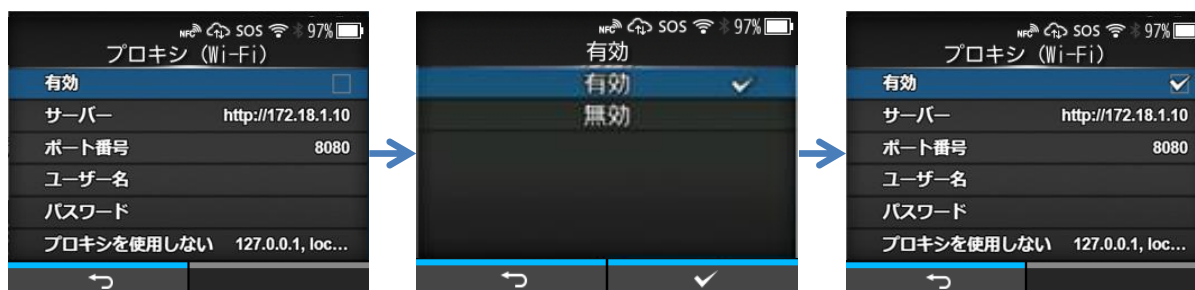 NFC SOS 97%
プロキシ (Wi-Fi)
有効
サーバー http://172.18.1.10
ポート番号 8080
ユーザー名
パスワード
プロキシを使用しない 127.0.0.1, loc...
NFC SOS 97%
有効
有効
無効
NFC SOS 97%
プロキシ (Wi-Fi)
有効
サーバー http://172.18.1.10
ポート番号 8080
ユーザー名
パスワード
プロキシを使用しない 127.0.0.1, loc...